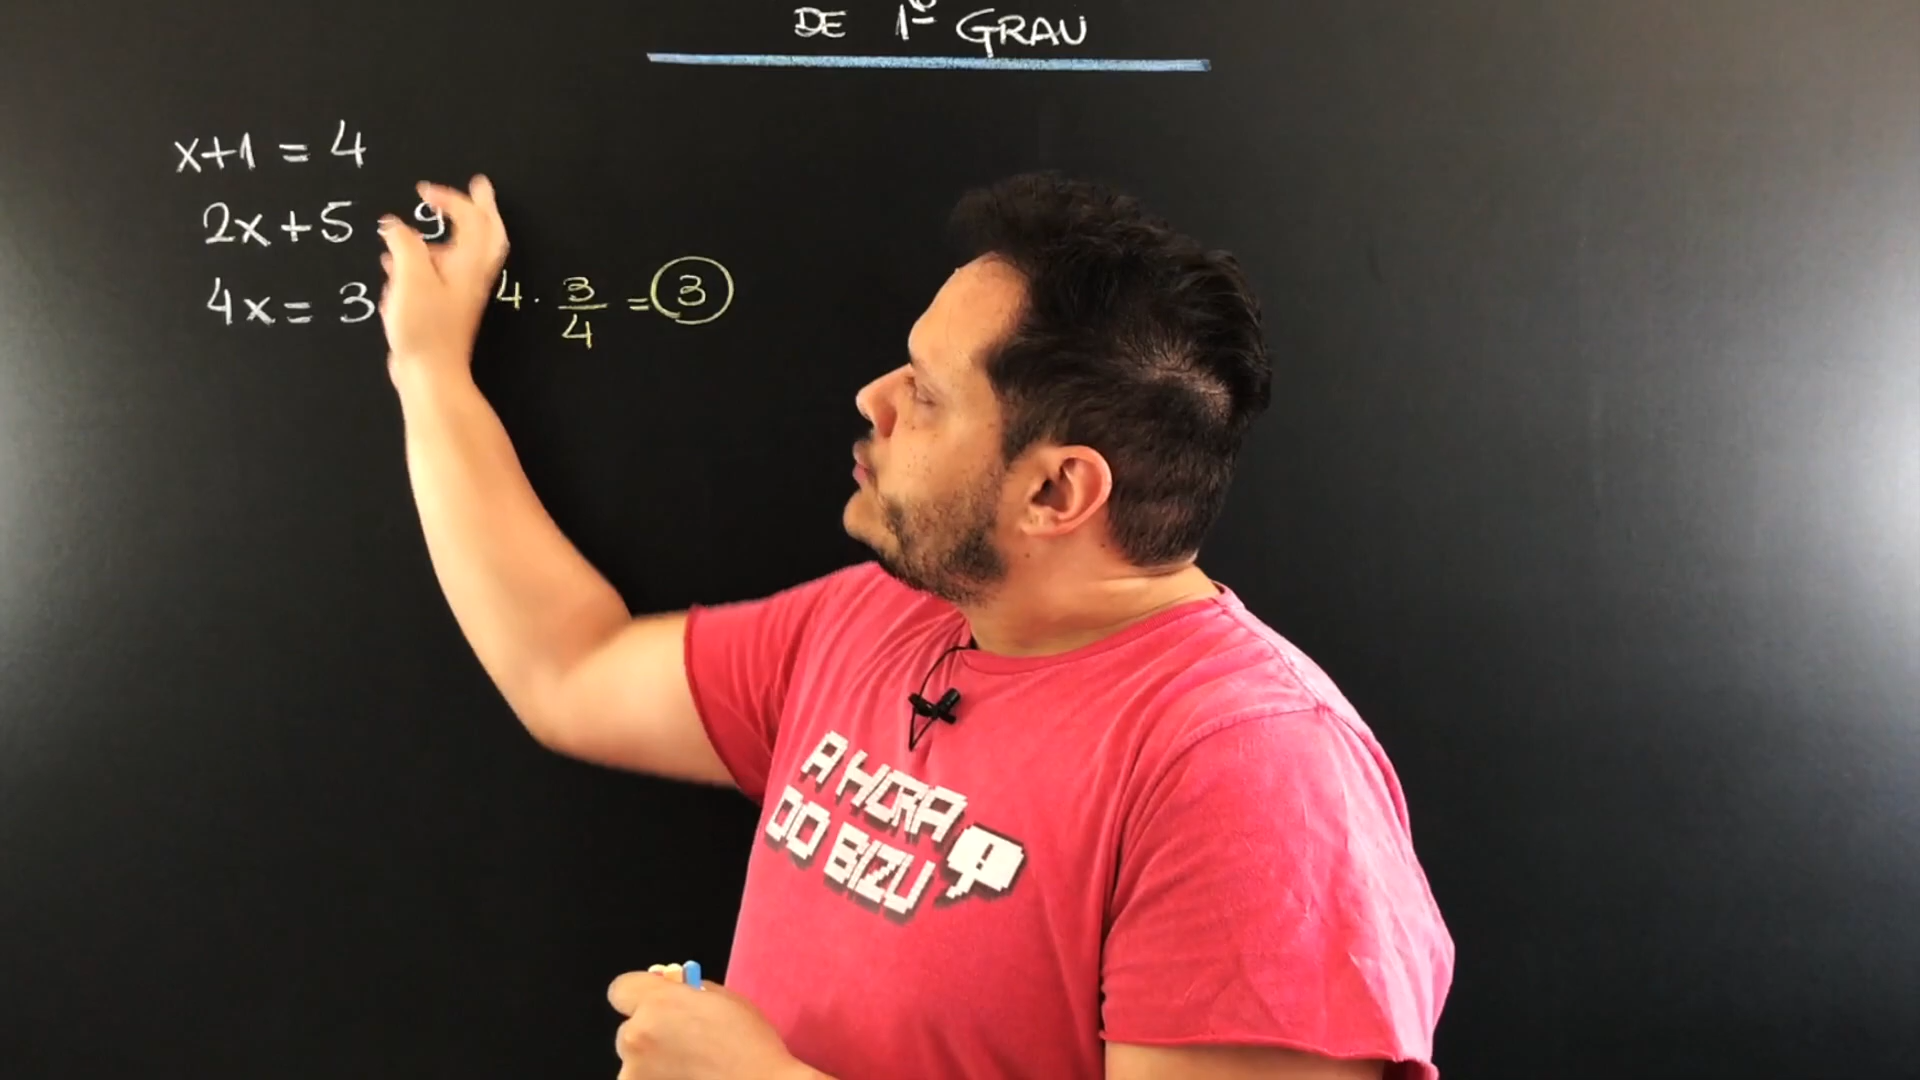 DE 1º GRAU
x+1 = 4
2x+5 = 9
4x = 3
4 · 3/4 = 3
A HORA
DO BIZU
!